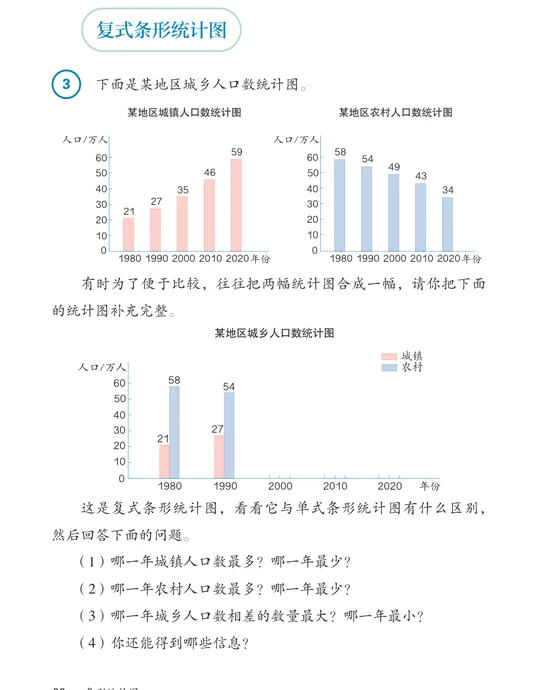 复式条形统计图
3 下面是某地区城乡人口数统计图。
某地区城镇人口数统计图
人口/万人
60
50
40
30
20
10
0
21
27
35
46
59
1980 1990 2000 2010 2020 年份
某地区农村人口数统计图
人口/万人
60
50
40
30
20
10
0
58
54
49
43
34
1980 1990 2000 2010 2020 年份
有时为了便于比较，往往把两幅统计图合成一幅，请你把下面
的统计图补充完整。
某地区城乡人口数统计图
城镇
农村
人口/万人
60
50
40
30
20
10
0
21
58
27
54
1980 1990 2000 2010 2020 年份
这是复式条形统计图，看看它与单式条形统计图有什么区别，
然后回答下面的问题。
（1）哪一年城镇人口数最多？哪一年最少？
（2）哪一年农村人口数最多？哪一年最少？
（3）哪一年城乡人口数相差的数量最大？哪一年最小？
（4）你还能得到哪些信息？